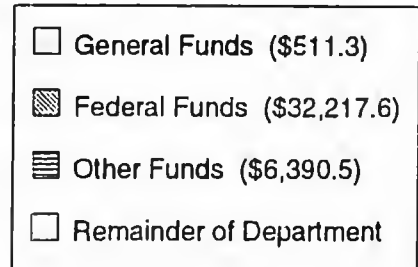 General Funds ($511.3)
Federal Funds ($32,217.6)
Other Funds ($6,390.5)
Remainder of Department